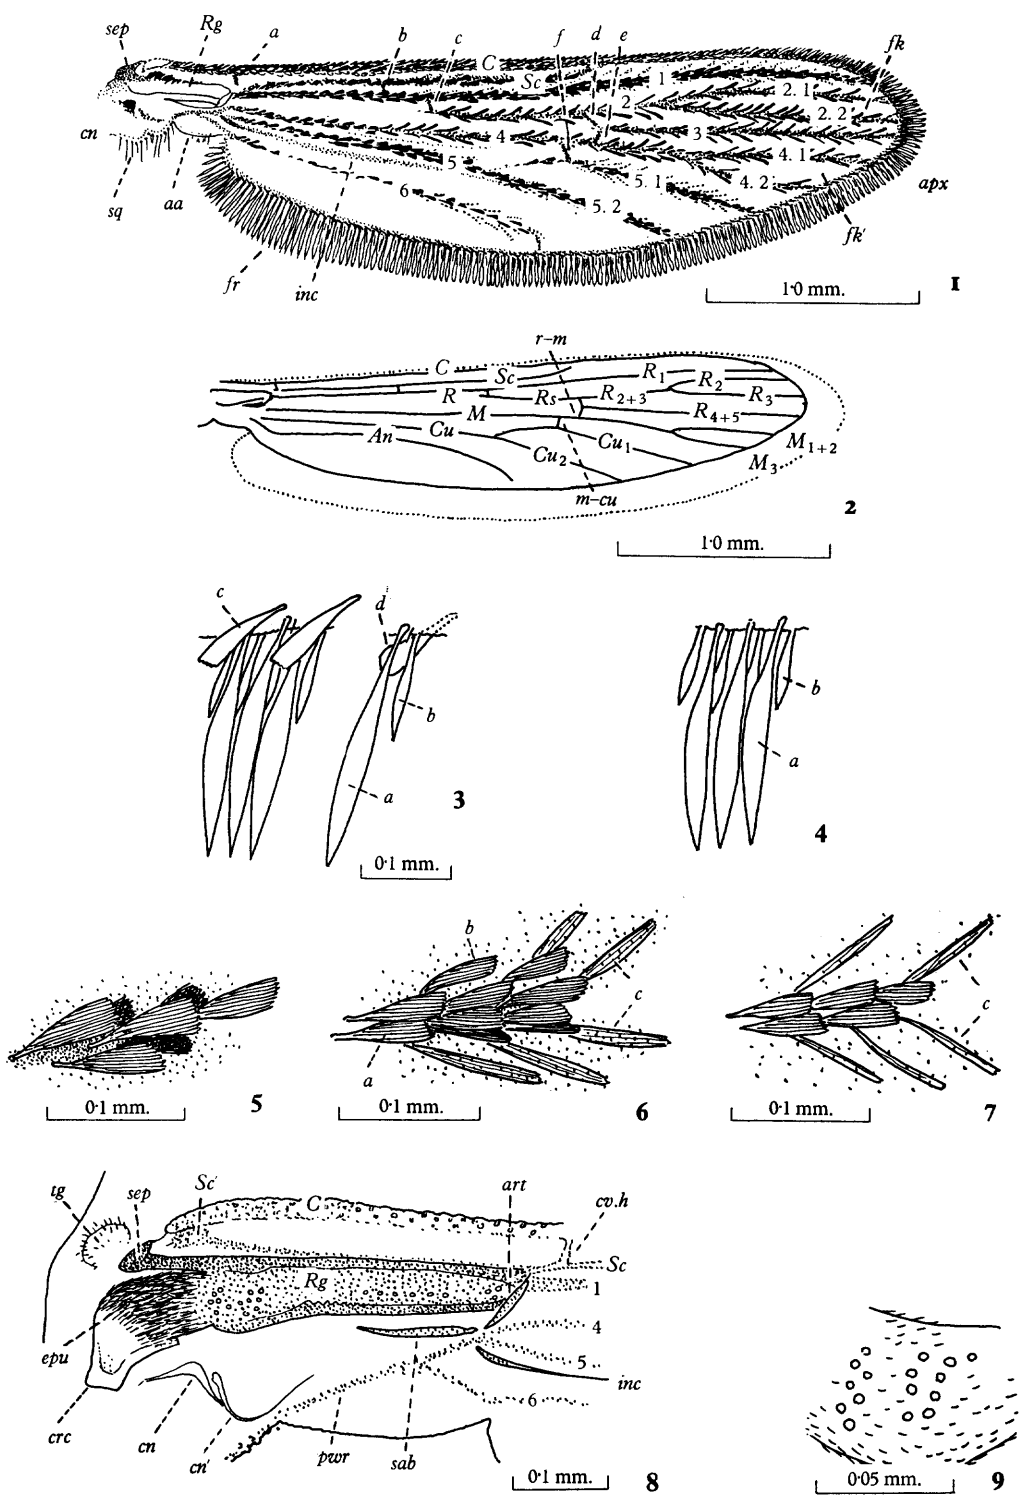 sep Rg a b c f d e fk
C Sc 1 2.1 2.2
2 3 4 4.1
5 5.1 4.2
6 5.2
cn sq aa fr inc apx fk'
1·0 mm. 1
r–m
C Sc R1 R2
R Rs R2+3 R3
M R4+5
An Cu Cu1 M1+2
Cu2 M3
m–cu 2
1·0 mm.
c d
b b
a a
3 4
0·1 mm.
b
c c
a
0·1 mm. 5 0·1 mm. 6 0·1 mm. 7
tg sep Sc' C art cv.h
Sc
Rg 1
4
epu 5
inc
6
crc cn cn' pwr sab
0·1 mm. 8 0·05 mm. 9